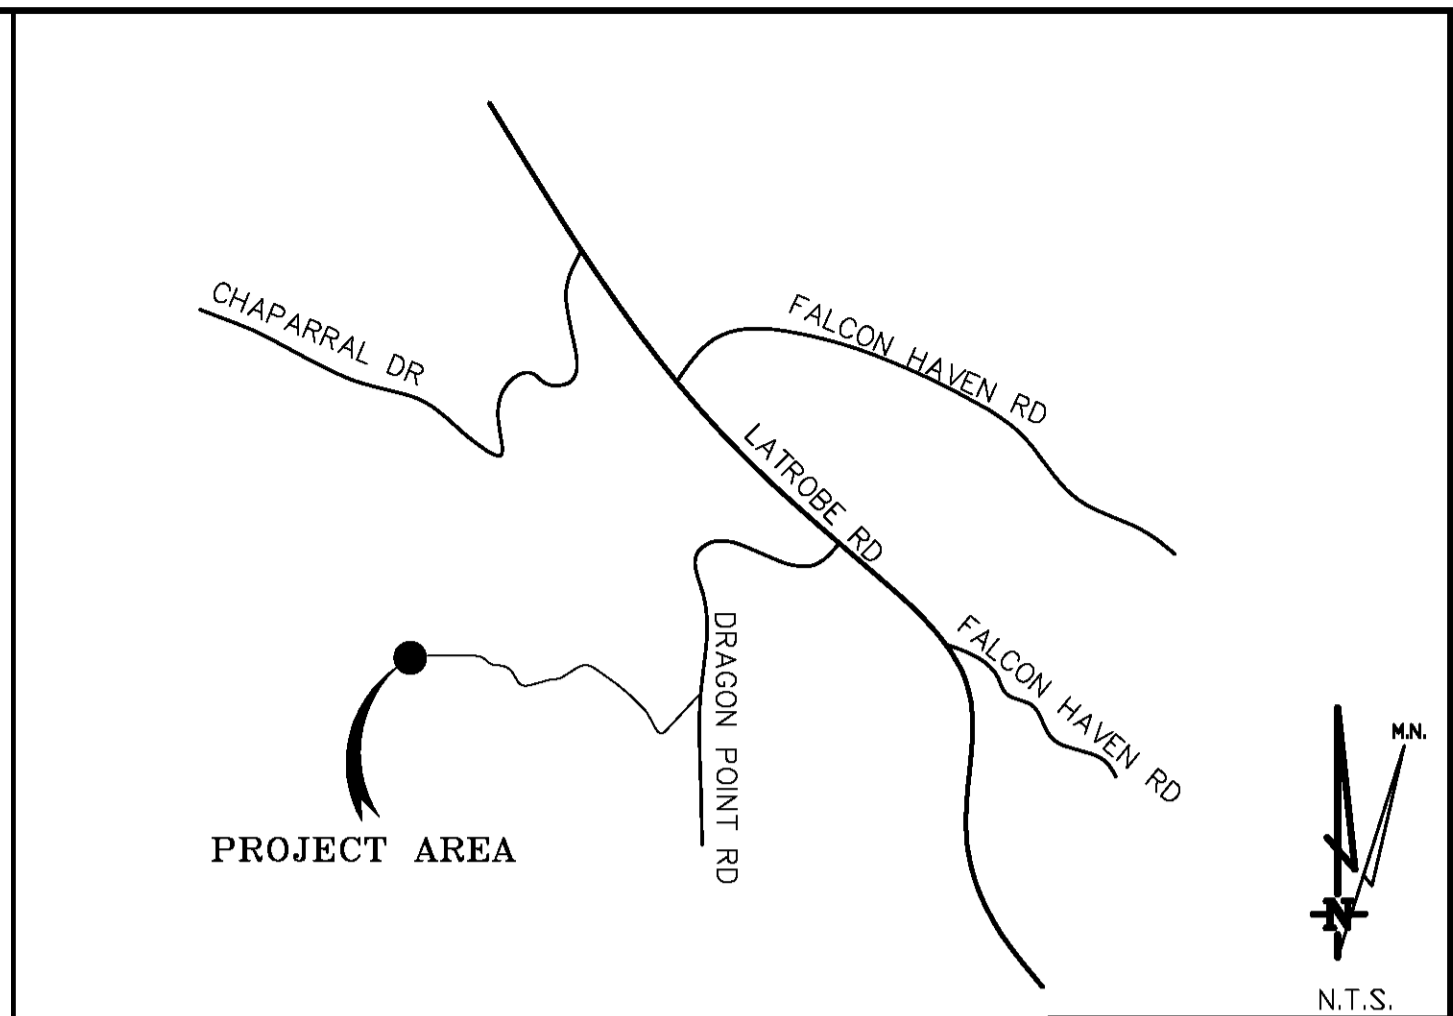 CHAPARRAL DR
FALCON HAVEN RD
LATROBE RD
DRAGON POINT RD
FALCON HAVEN RD
PROJECT AREA
M.N.
N
N.T.S.